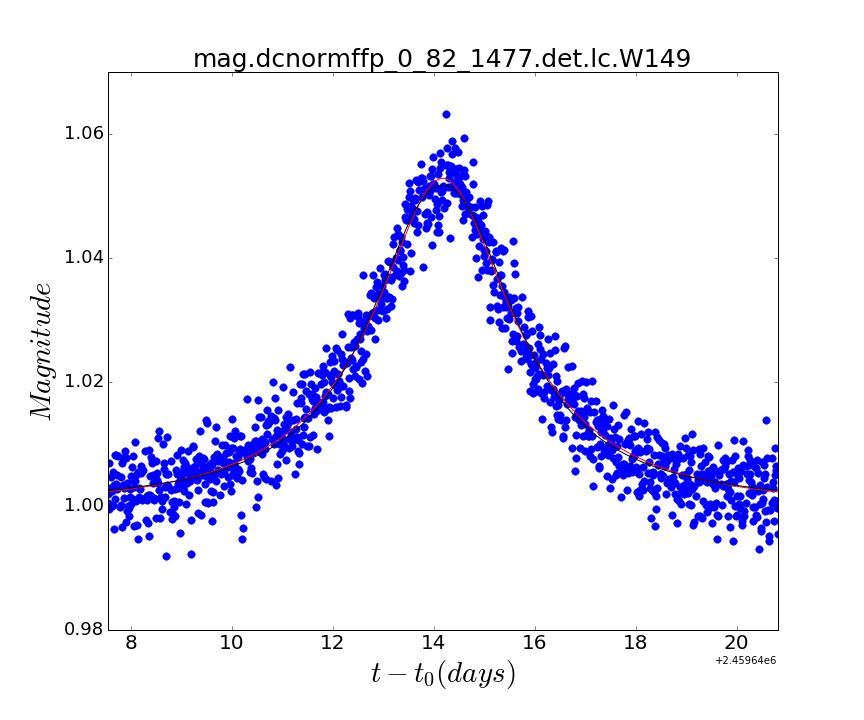 mag.dcnormffp_0_82_1477.det.lc.W149
Magnitude
1.06
1.04
1.02
1.00
0.98
8 10 12 14 16 18 20
+2.45964e6
t − t₀(days)